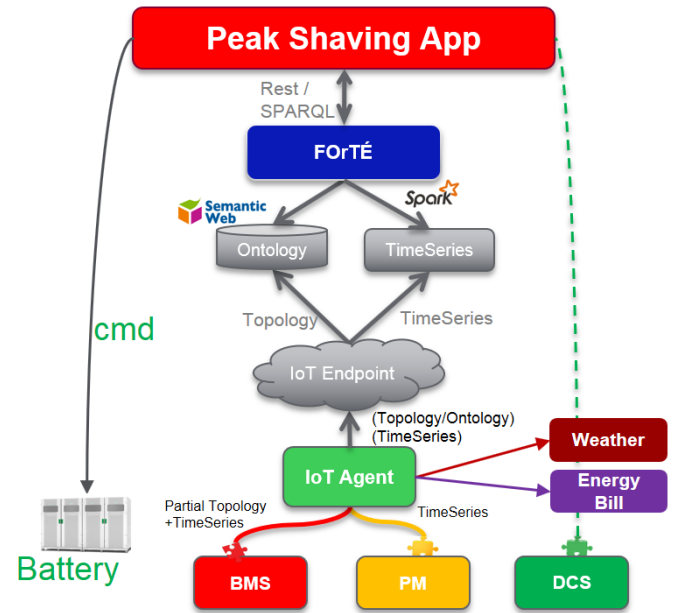 Peak Shaving App
Rest /
SPARQL
FOrTÉ
Semantic
Web
Spark
Ontology
TimeSeries
Topology
TimeSeries
cmd
IoT Endpoint
(Topology/Ontology)
(TimeSeries)
Weather
IoT Agent
Energy
Bill
Partial Topology
+TimeSeries
TimeSeries
Battery
BMS
PM
DCS